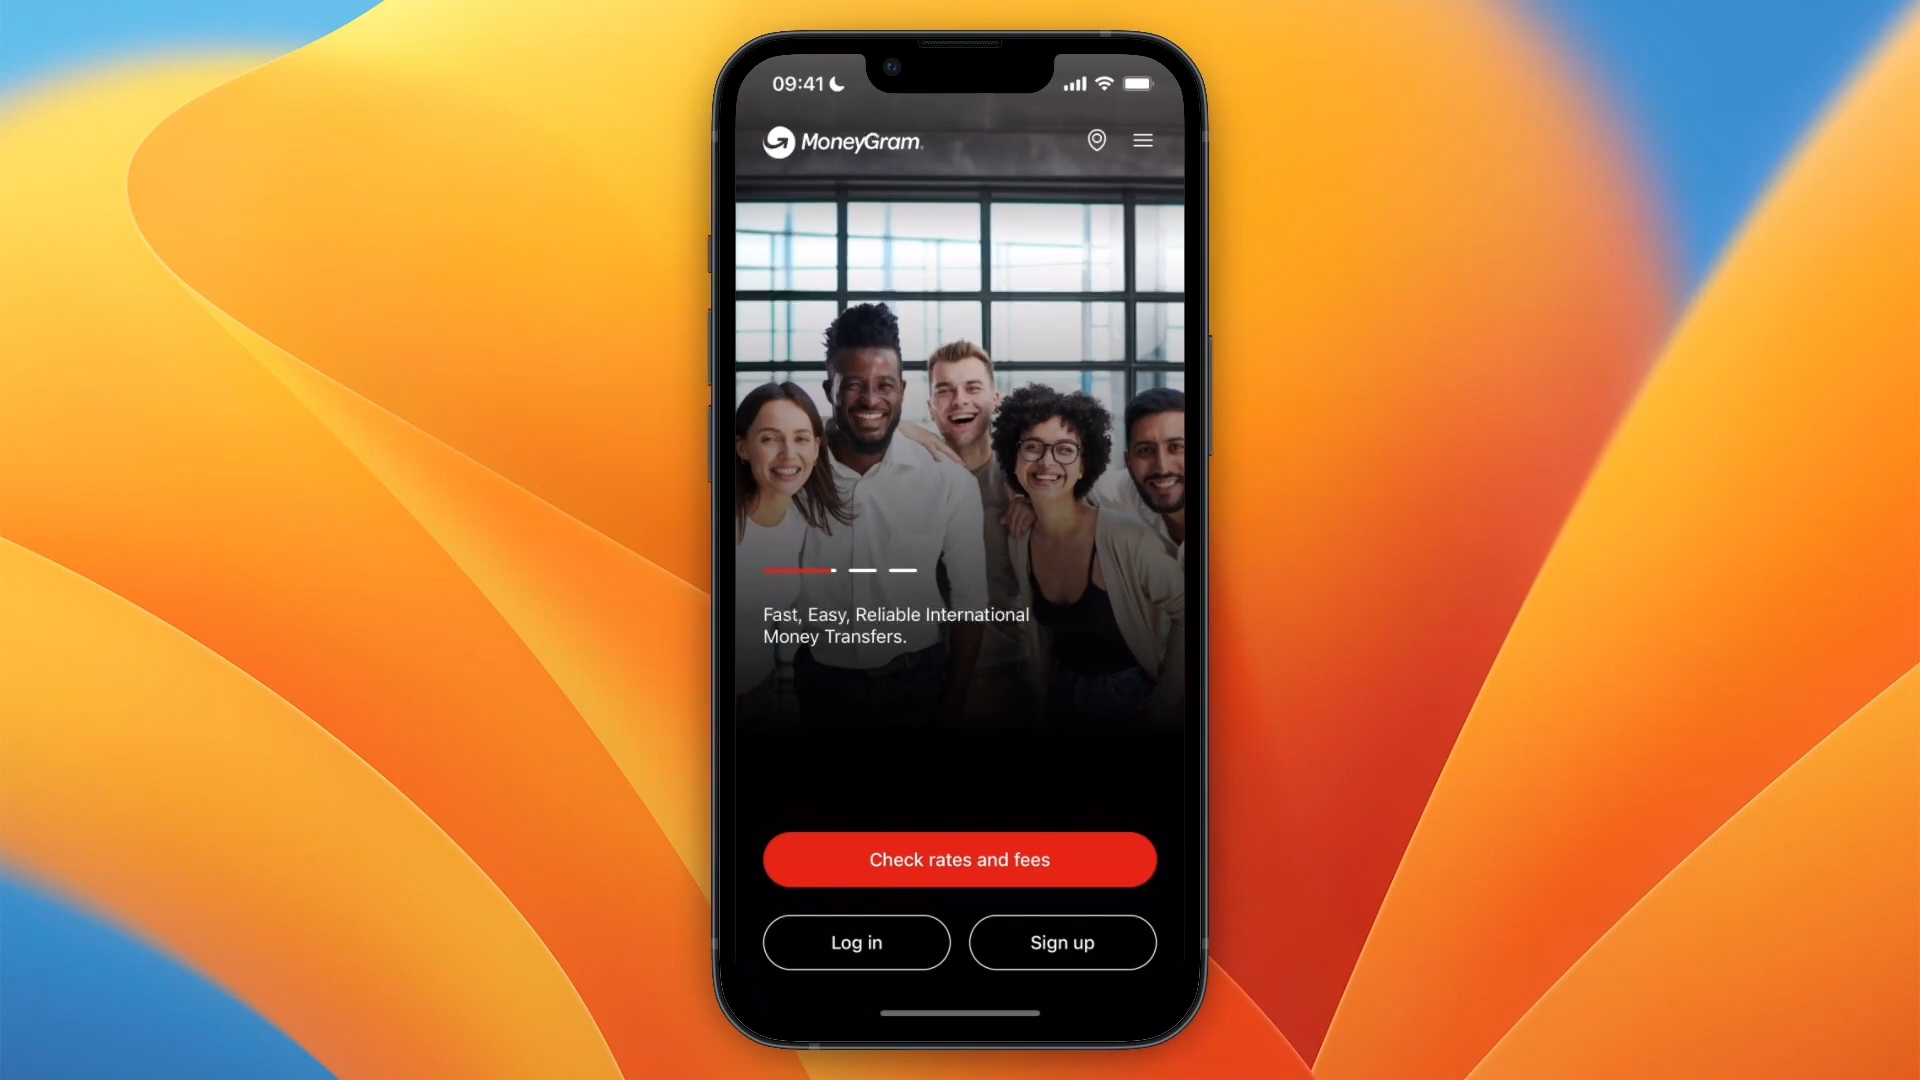 09:41
MoneyGram
Fast, Easy, Reliable International
Money Transfers.
Check rates and fees
Log in
Sign up